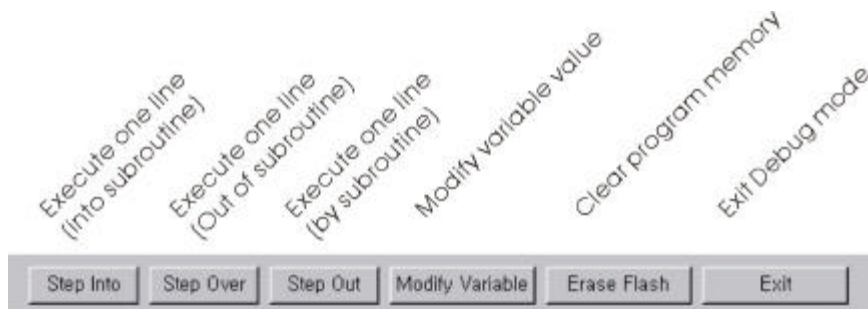 Execute one line
(Into subroutine)
Execute one line
(Out of subroutine)
Execute one line
(by subroutine)
Modify variable value
Clear program memory
Exit Debug mode
Step Into
Step Over
Step Out
Modify Variable
Erase Flash
Exit